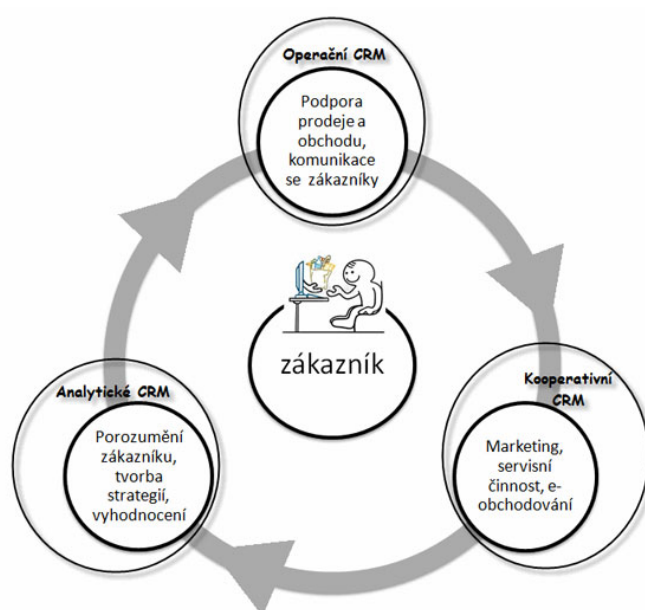 Operační CRM
Podpora
prodeje a
obchodu,
komunikace
se zákazníky
zákazník
Analytické CRM
Porozumění
zákazníku,
tvorba
strategií,
vyhodnocení
Kooperativní
CRM
Marketing,
servisní
činnost, e-
obchodování